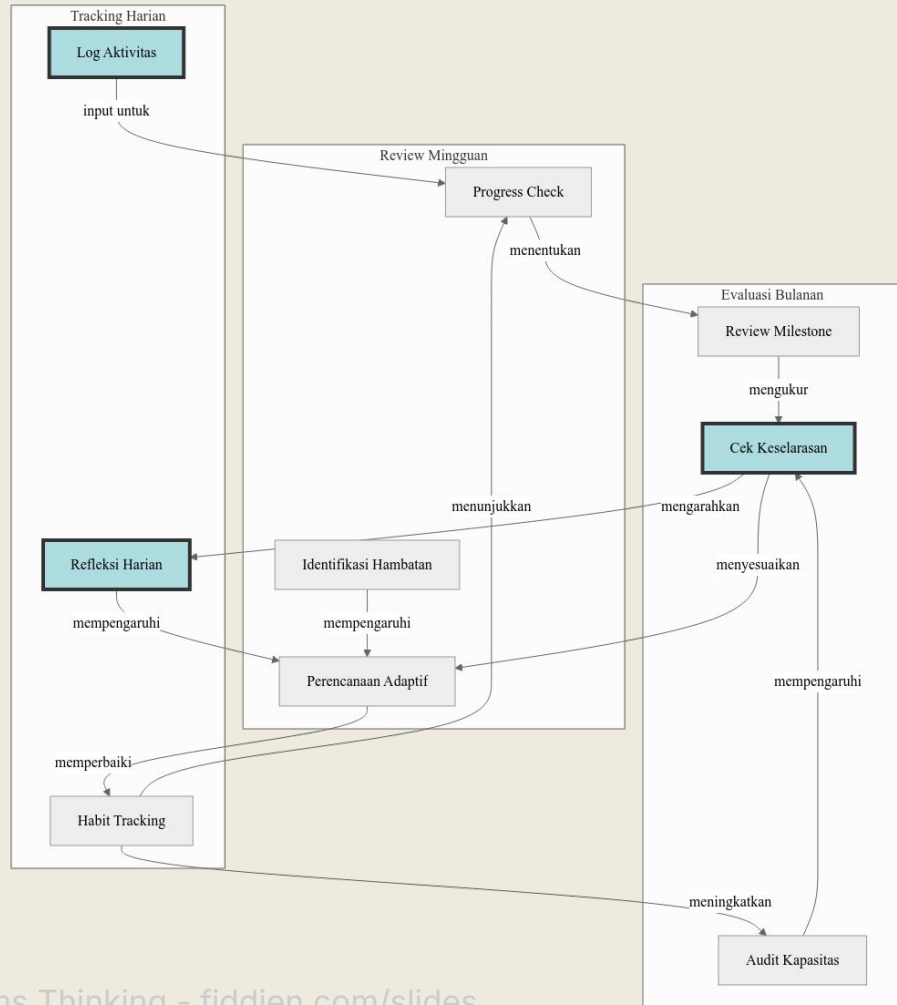 Tracking Harian
Log Aktivitas
input untuk
Review Mingguan
Progress Check
menentukan
Evaluasi Bulanan
Review Milestone
mengukur
Cek Keselarasan
menunjukkan
mengarahkan
Refleksi Harian
Identifikasi Hambatan
menyesuaikan
mempengaruhi
mempengaruhi
Perencanaan Adaptif
mempengaruhi
memperbaiki
Habit Tracking
meningkatkan
Audit Kapasitas
Thinking - fiddien.com/slides